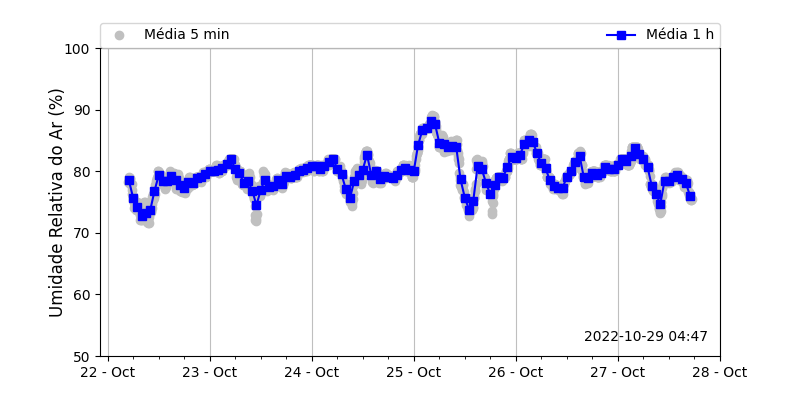 Média 5 min
Média 1 h
Umidade Relativa do Ar (%)
100
90
80
70
60
50
2022-10-29 04:47
22 - Oct
23 - Oct
24 - Oct
25 - Oct
26 - Oct
27 - Oct
28 - Oct